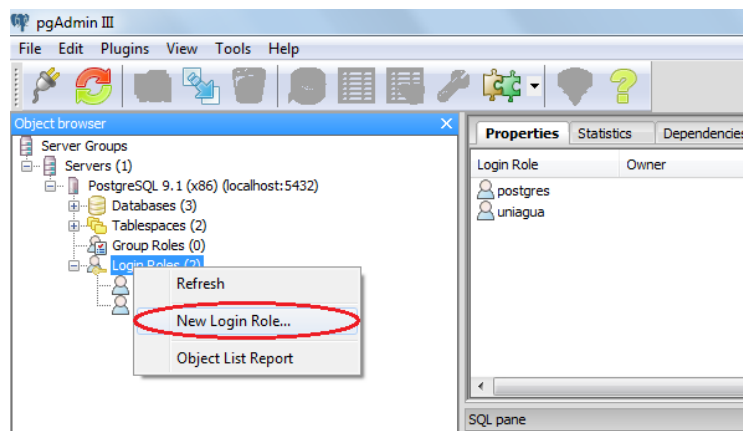 pgAdmin III
File Edit Plugins View Tools Help
Object browser
Server Groups
Servers (1)
PostgreSQL 9.1 (x86) (localhost:5432)
Databases (3)
Tablespaces (2)
Group Roles (0)
Login Roles (2)
Refresh
New Login Role...
Object List Report
Properties Statistics Dependencies
Login Role Owner
postgres
uniagua
SQL pane